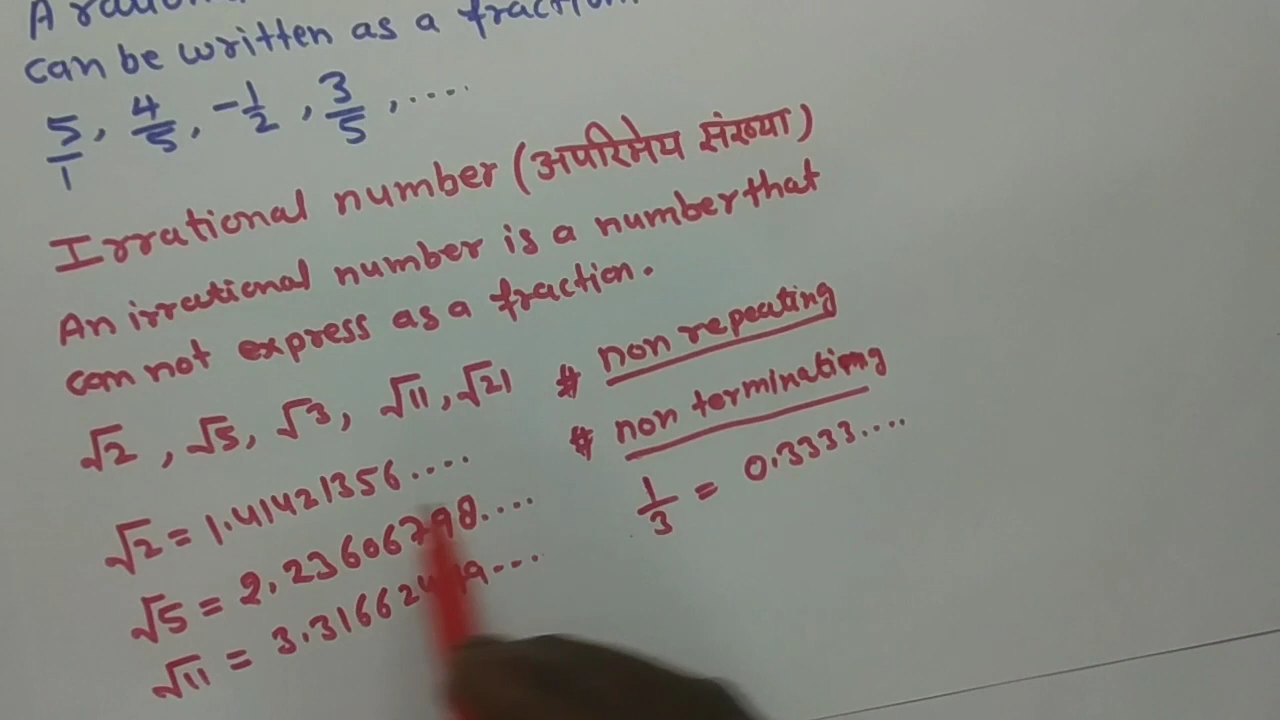 A
can be written as a fraction
5/1, 4/5, -1/2, 3/5, ....
Irrational number (अपरिमेय संख्या)
An irrational number is a number that
can not express as a fraction.
√2, √5, √3, √11, √21
# non repeating
# non terminating
√2 = 1.41421356....
√5 = 2.23606798....
√11 = 3.31662
1/3 = 0.3333....